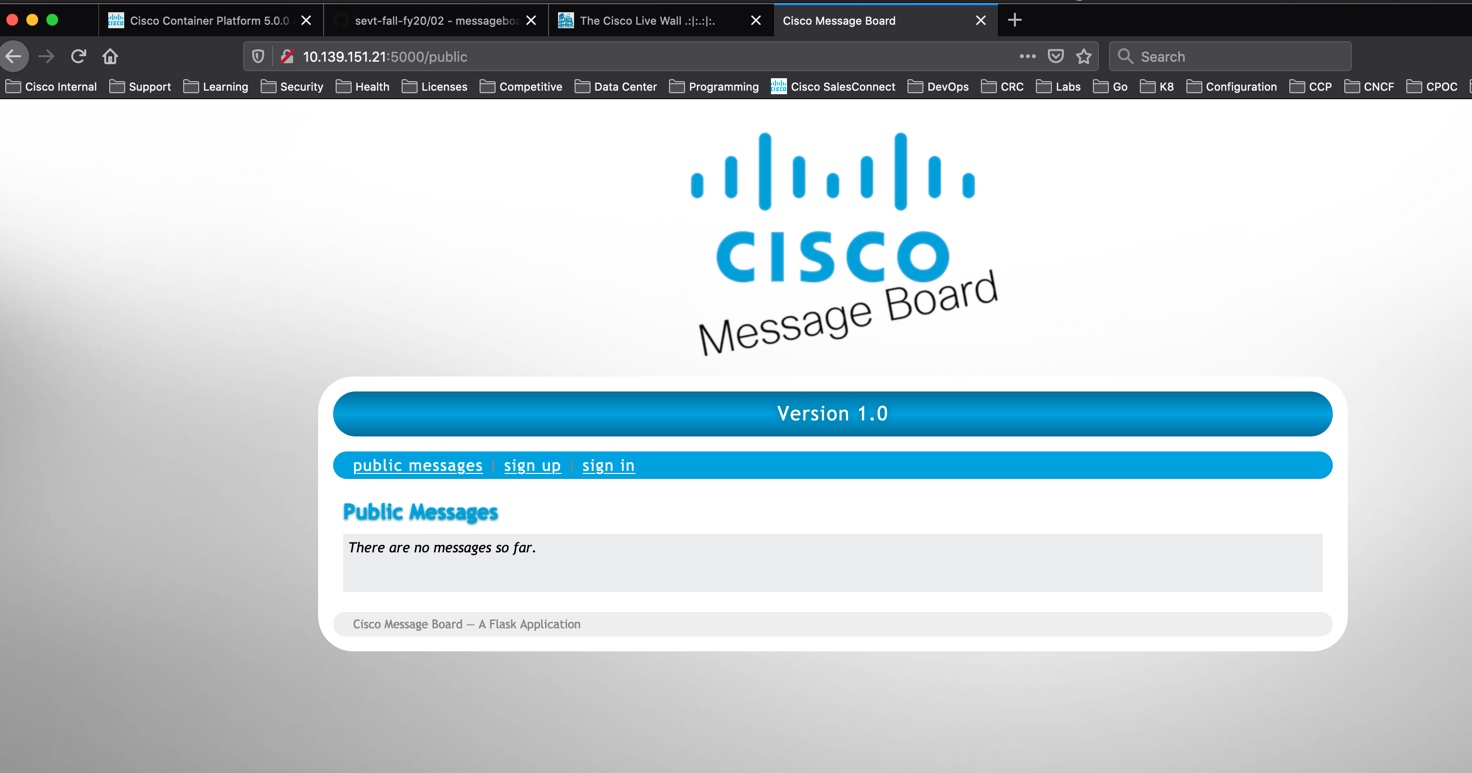 Cisco Container Platform 5.0.0
sevt-fall-fy20/02 - messageboa
The Cisco Live Wall .:|:.:|:.
Cisco Message Board
10.139.151.21:5000/public
Search
Cisco Internal
Support
Learning
Security
Health
Licenses
Competitive
Data Center
Programming
Cisco SalesConnect
DevOps
CRC
Labs
Go
K8
Configuration
CCP
CNCF
CPOC
CISCO
Message Board
Version 1.0
public messages | sign up | sign in
Public Messages
There are no messages so far.
Cisco Message Board — A Flask Application